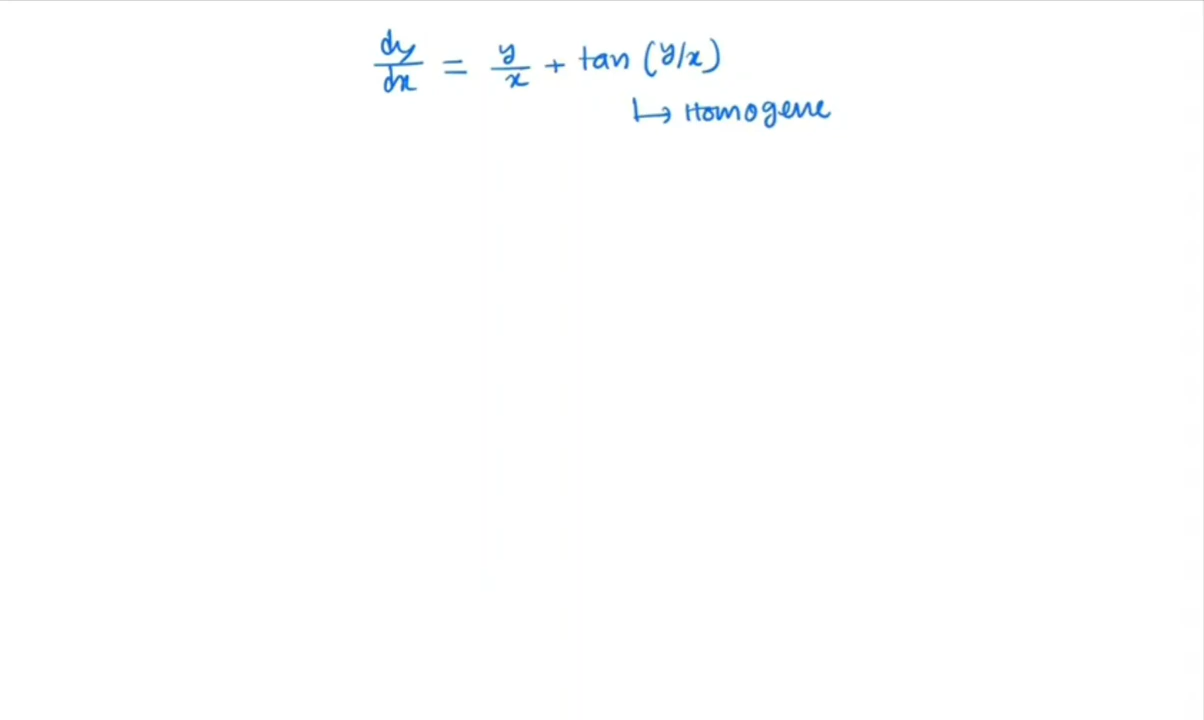 dy/dx = y/x + tan (y/x)
↳ Homogene